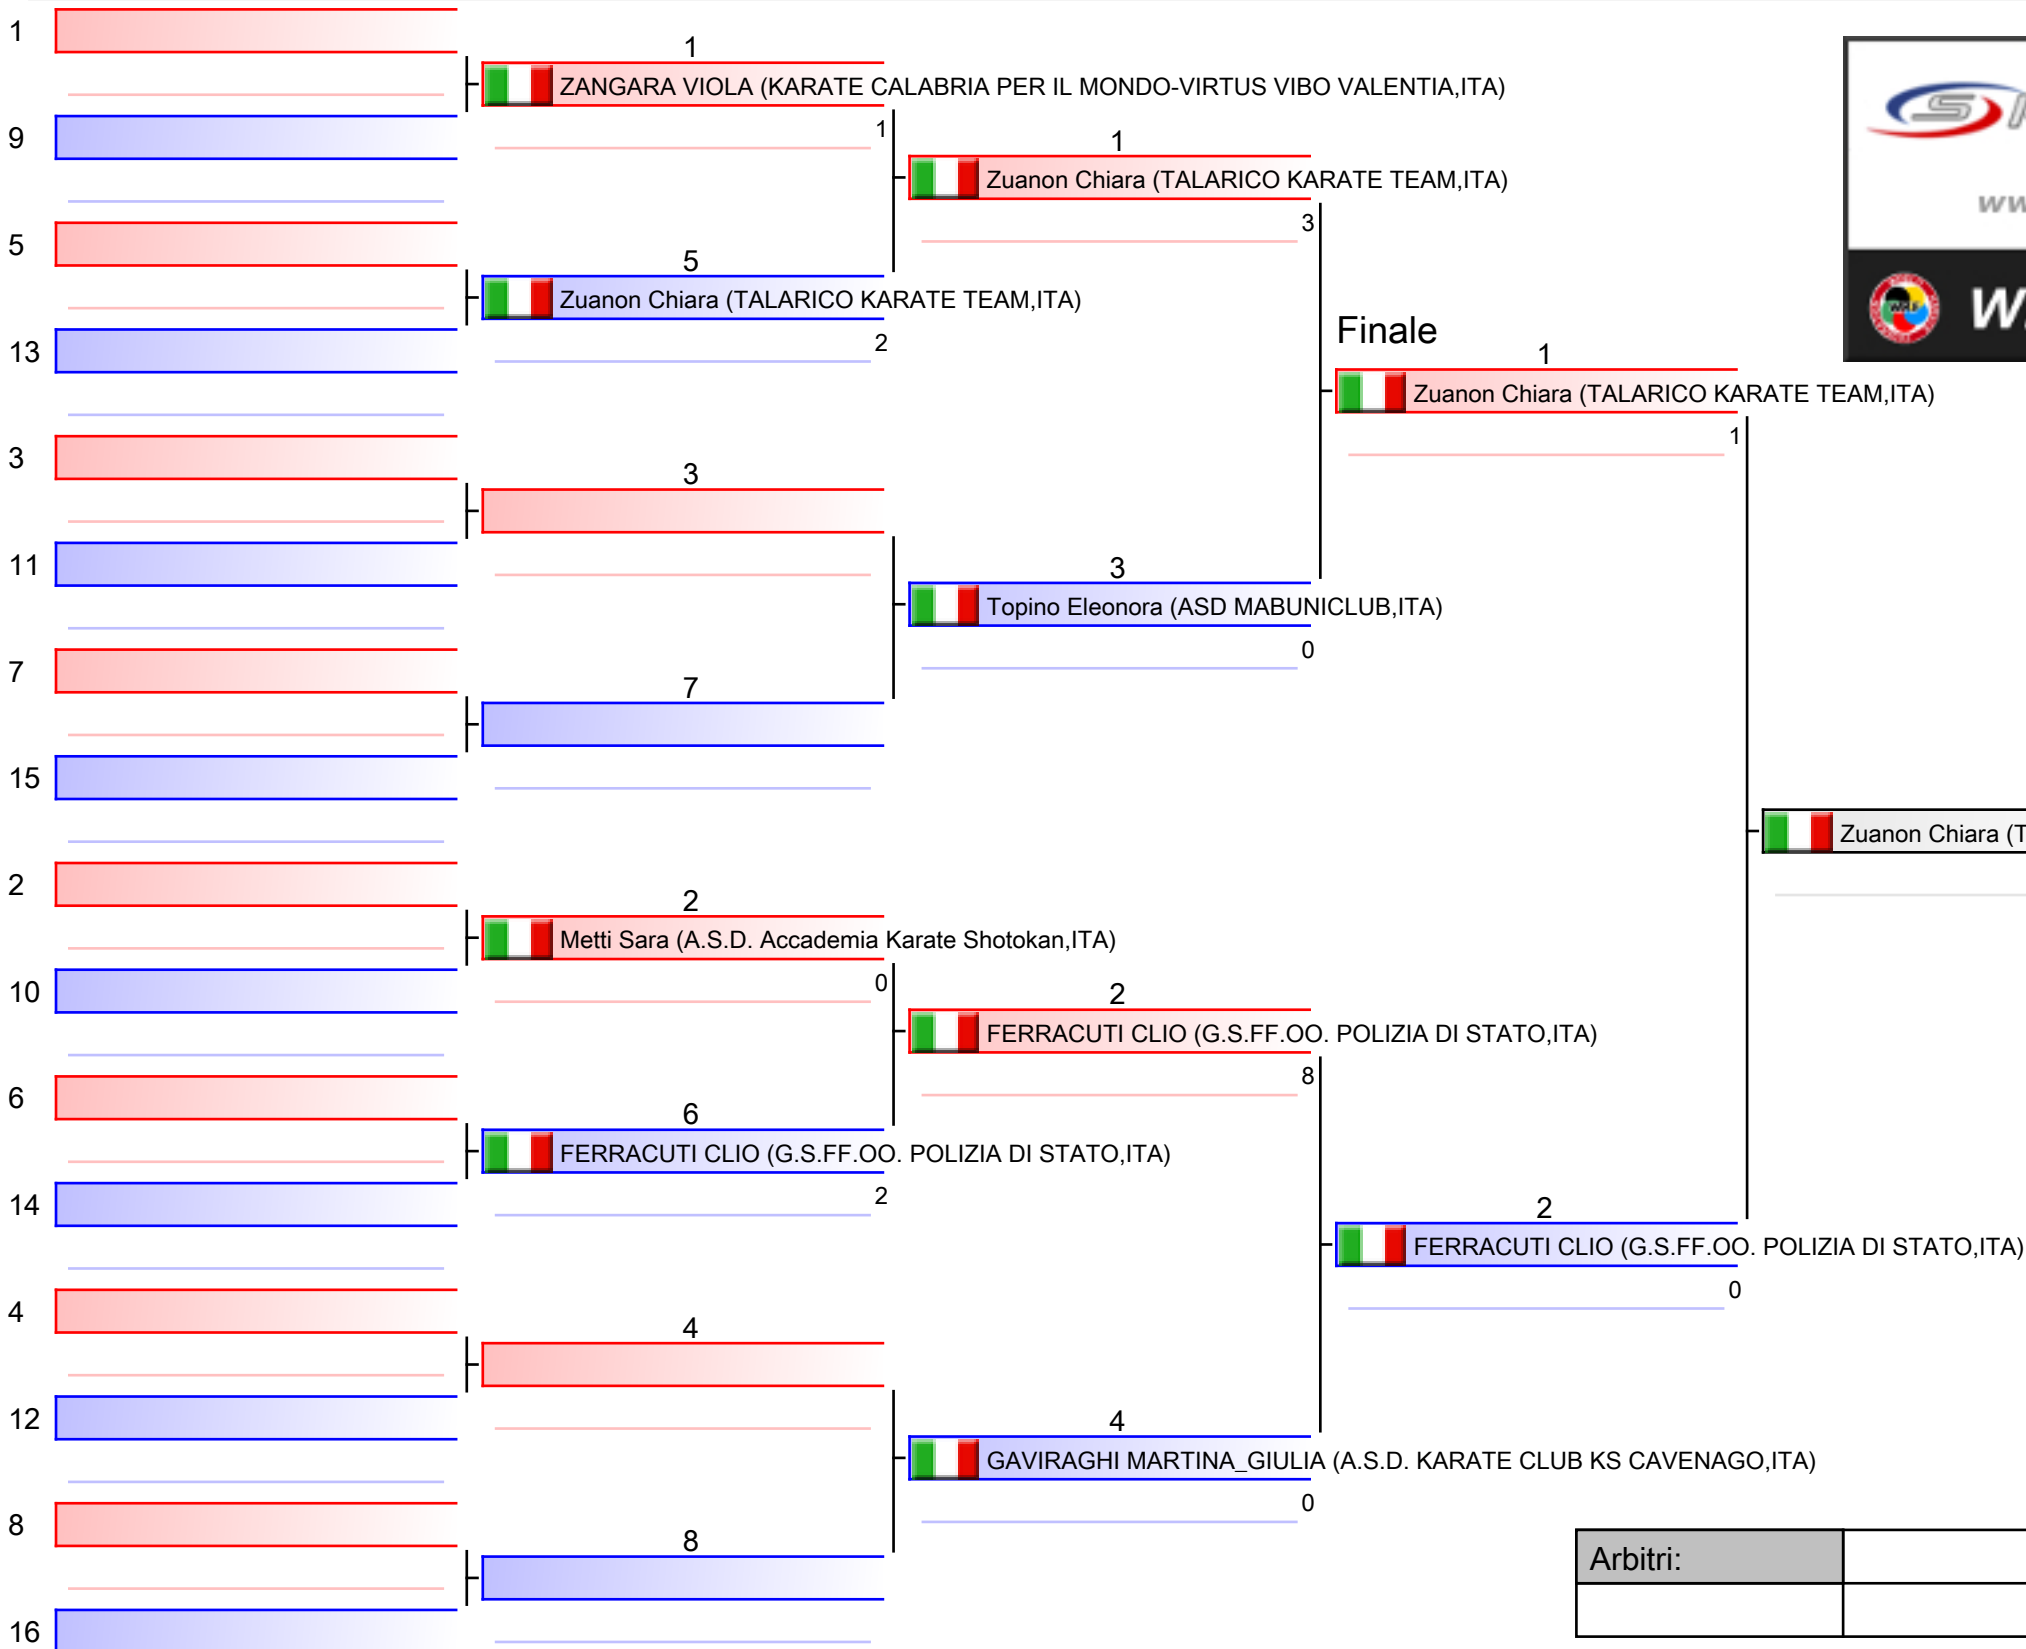 1
9
5
13
3
11
7
15
2
10
6
14
4
12
8
16
1
ZANGARA VIOLA (KARATE CALABRIA PER IL MONDO-VIRTUS VIBO VALENTIA,ITA)
1
5
Zuanon Chiara (TALARICO KARATE TEAM,ITA)
2
3
7
2
Metti Sara (A.S.D. Accademia Karate Shotokan,ITA)
0
6
FERRACUTI CLIO (G.S.FF.OO. POLIZIA DI STATO,ITA)
2
4
8
1
Zuanon Chiara (TALARICO KARATE TEAM,ITA)
3
3
Topino Eleonora (ASD MABUNICLUB,ITA)
0
2
FERRACUTI CLIO (G.S.FF.OO. POLIZIA DI STATO,ITA)
8
4
GAVIRAGHI MARTINA_GIULIA (A.S.D. KARATE CLUB KS CAVENAGO,ITA)
0
Finale
1
Zuanon Chiara (TALARICO KARATE TEAM,ITA)
1
2
FERRACUTI CLIO (G.S.FF.OO. POLIZIA DI STATO,ITA)
0
Zuanon Chiara (T
Arbitri:
S
ww
WKF
W